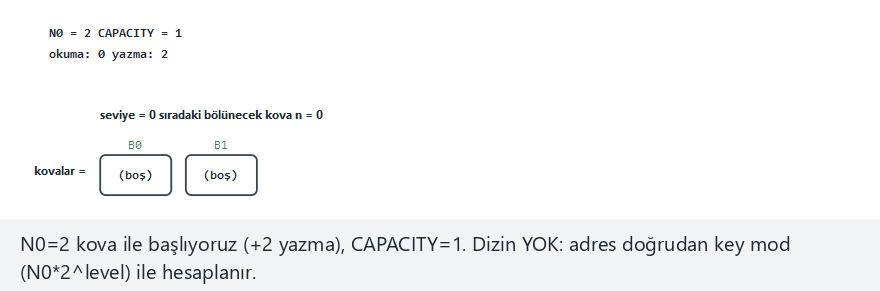 N0 = 2 CAPACITY = 1
okuma: 0 yazma: 2
seviye = 0 sıradaki bölünecek kova n = 0
B0 B1
kovalar = (boş) (boş)
N0=2 kova ile başlıyoruz (+2 yazma), CAPACITY=1. Dizin YOK: adres doğrudan key mod
(N0*2^level) ile hesaplanır.